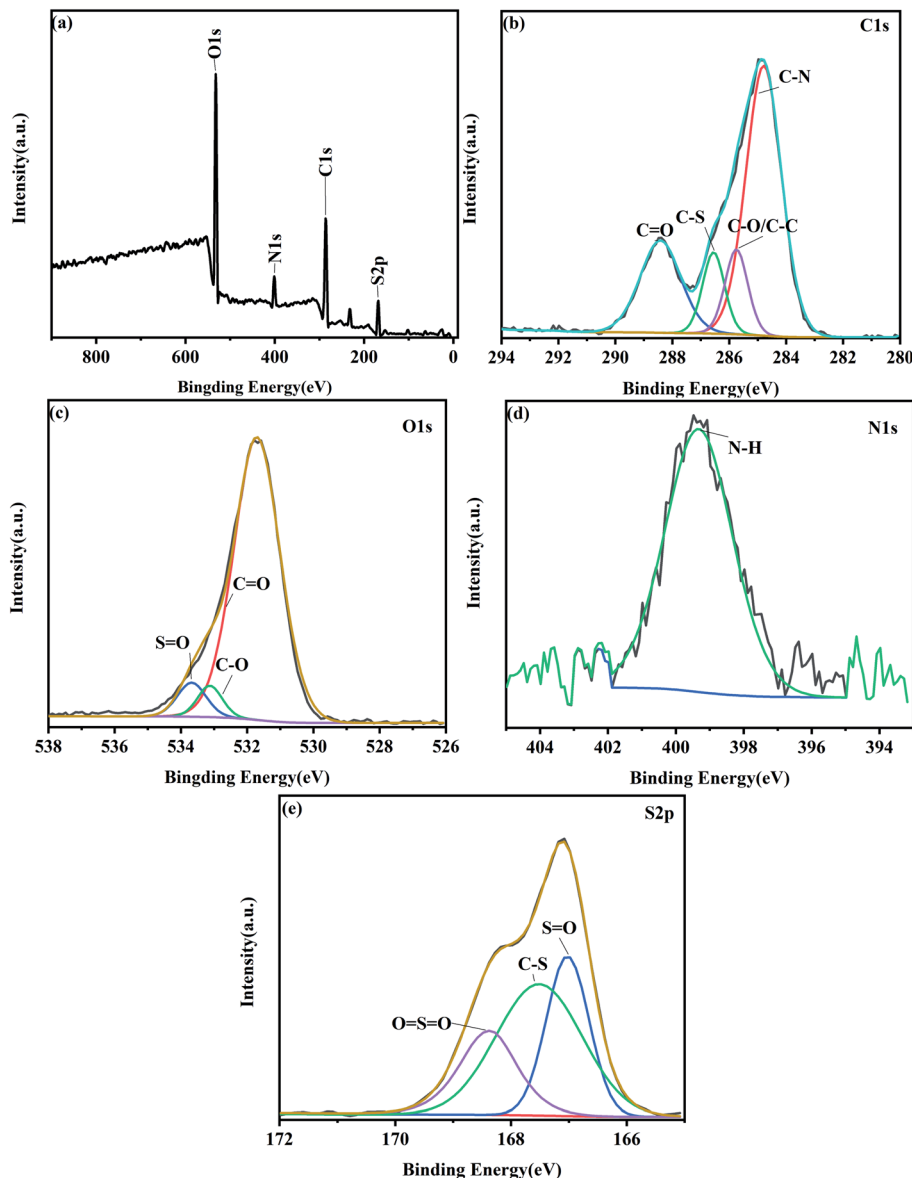 (a)
O1s
N1s
C1s
S2p
Intensity(a.u.)
800 600 400 200 0
Bingding Energy(eV)
(b)
C1s
C-N
C-S
C-O/C-C
C=O
Intensity(a.u.)
294 292 290 288 286 284 282 280
Binding Energy(eV)
(c)
O1s
C=O
S=O
C-O
Intensity(a.u.)
538 536 534 532 530 528 526
Bingding Energy(eV)
(d)
N1s
N-H
Intensity(a.u.)
404 402 400 398 396 394
Binding Energy(eV)
(e)
S2p
S=O
C-S
O=S=O
Intensity(a.u.)
172 170 168 166
Binding Energy(eV)